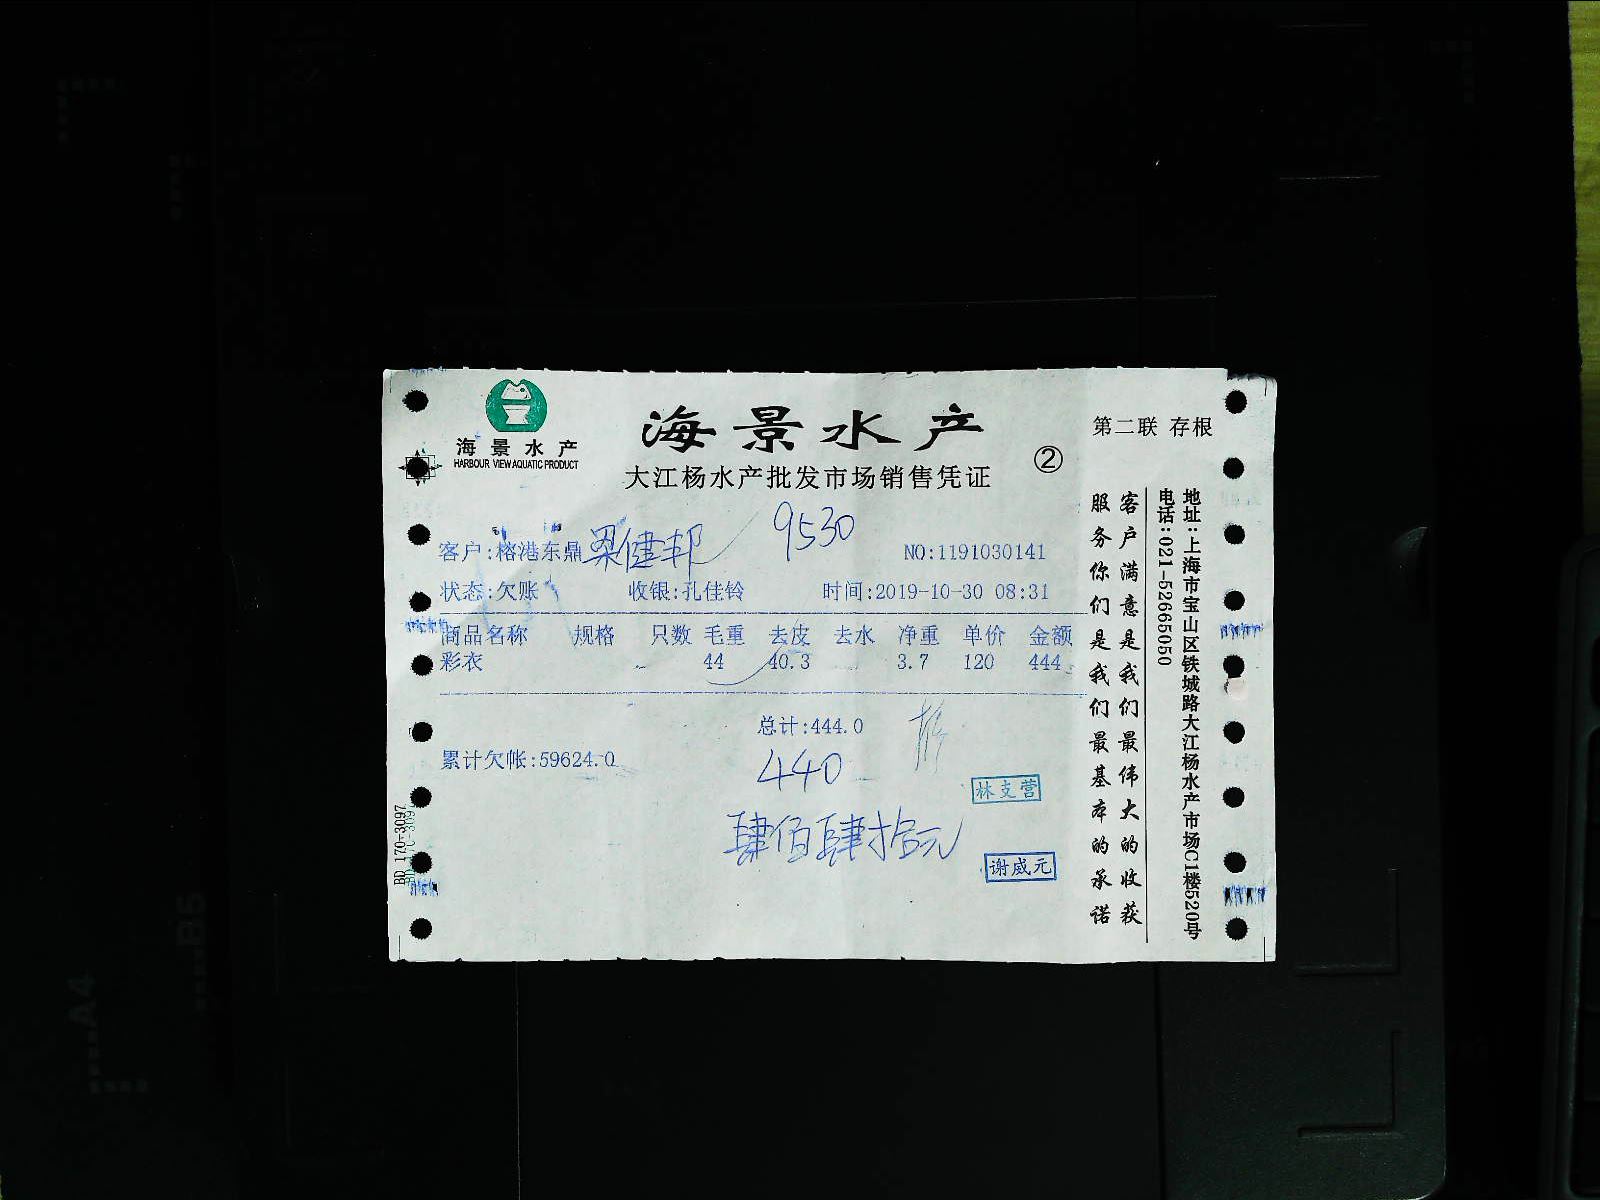 海景水产
HARBOUR VIEW AQUATIC PRODUCT
海景水产
大江杨水产批发市场销售凭证
②
第二联 存根
9530
客户:榕港东鼎 梁健邦 NO:1191030141
状态:欠账 收银:孔佳铃 时间:2019-10-30 08:31
商品名称 规格 只数 毛重 去皮 去水 净重 单价 金额
彩衣 44 40.3 3.7 120 444
总计:444.0
累计欠帐:59624.0
440
林支营
肆佰肆拾元
谢威元
BD 170-3097
客户满意是我们最伟大的收获
服务你们是我们最基本的承诺
地址:上海市宝山区铁城路大江杨水产市场C1楼520号
电话:021-52665050